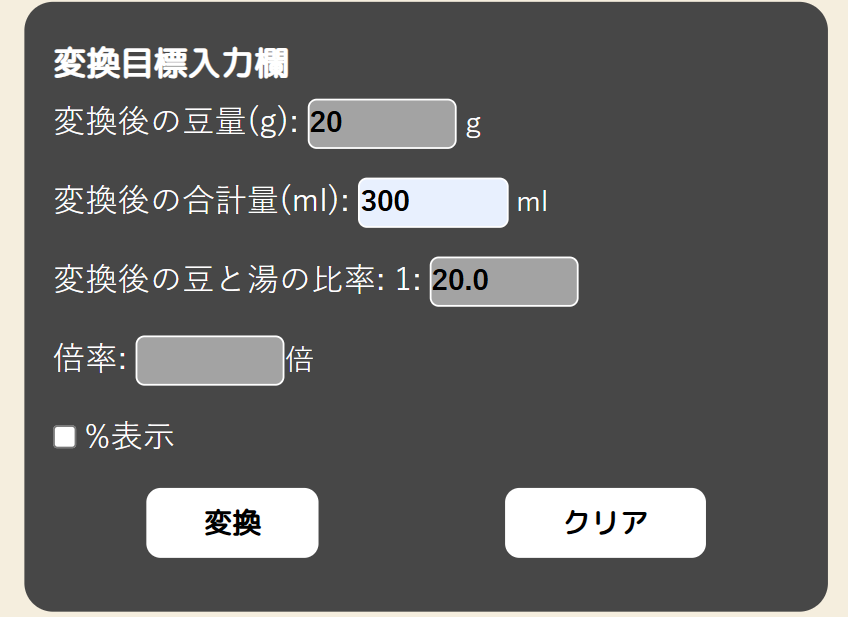 変換目標入力欄
変換後の豆量(g): 20 g
変換後の合計量(ml): 300 ml
変換後の豆と湯の比率: 1: 20.0
倍率: 倍
%表示
変換 クリア